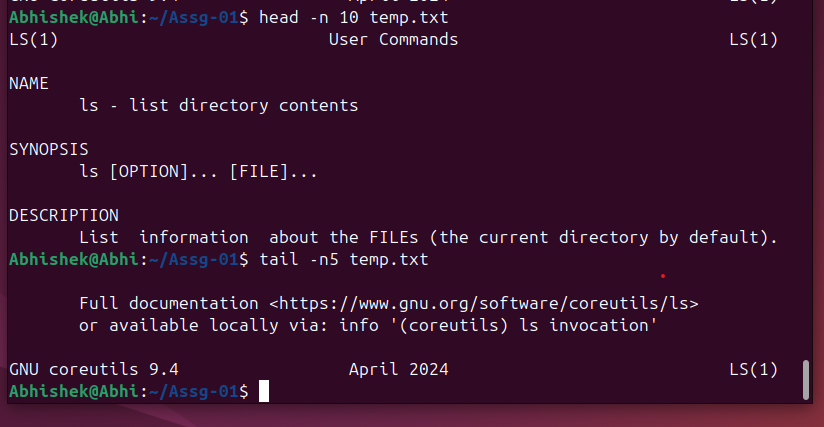 Abhishek@Abhi:~/Assg-01$ head -n 10 temp.txt
LS(1)                           User Commands                           LS(1)
NAME
       ls - list directory contents
SYNOPSIS
       ls [OPTION]... [FILE]...
DESCRIPTION
       List  information  about the FILEs (the current directory by default).
Abhishek@Abhi:~/Assg-01$ tail -n5 temp.txt
       Full documentation <https://www.gnu.org/software/coreutils/ls>
       or available locally via: info '(coreutils) ls invocation'
GNU coreutils 9.4                 April 2024                            LS(1)
Abhishek@Abhi:~/Assg-01$